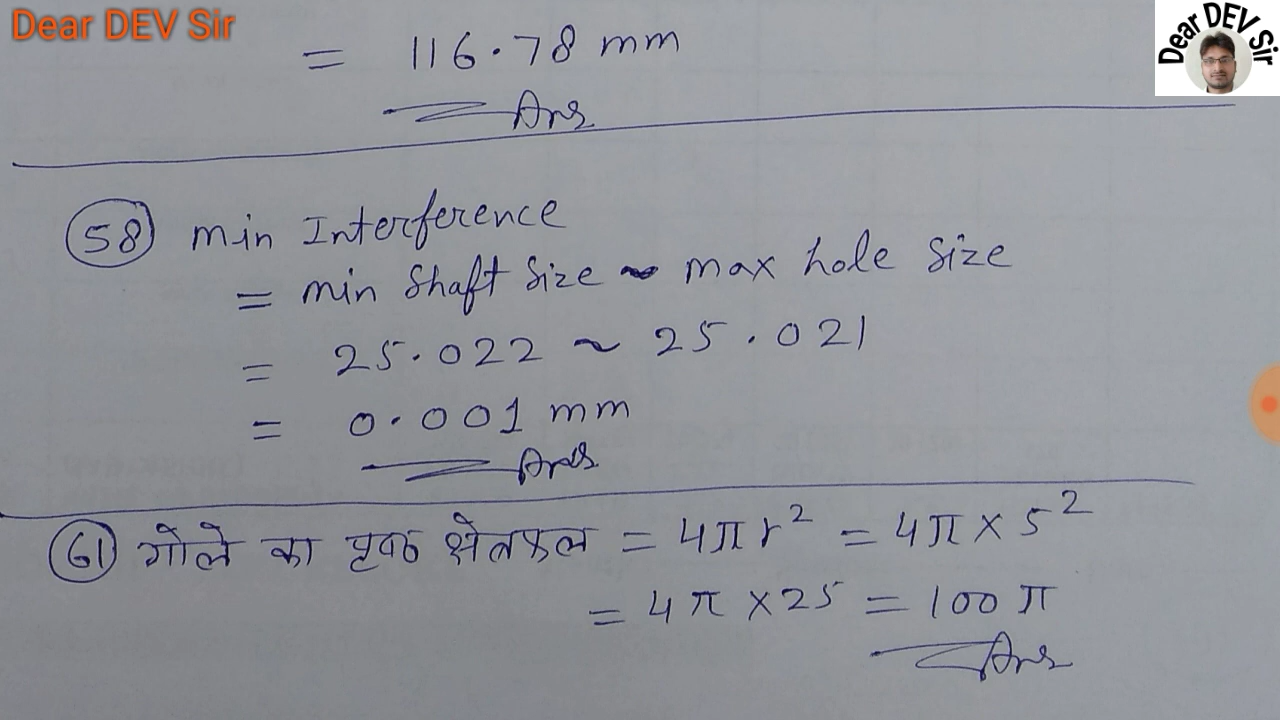 Dear DEV Sir
Dear DEV Sir
= 116.78 mm
Ans
58 min Interference
= min shaft size ~ max hole size
= 25.022 ~ 25.021
= 0.001 mm
Ans
61 गोले का पृष्ठ क्षेत्रफल = 4πr² = 4π×5²
= 4π×25 = 100π
Ans